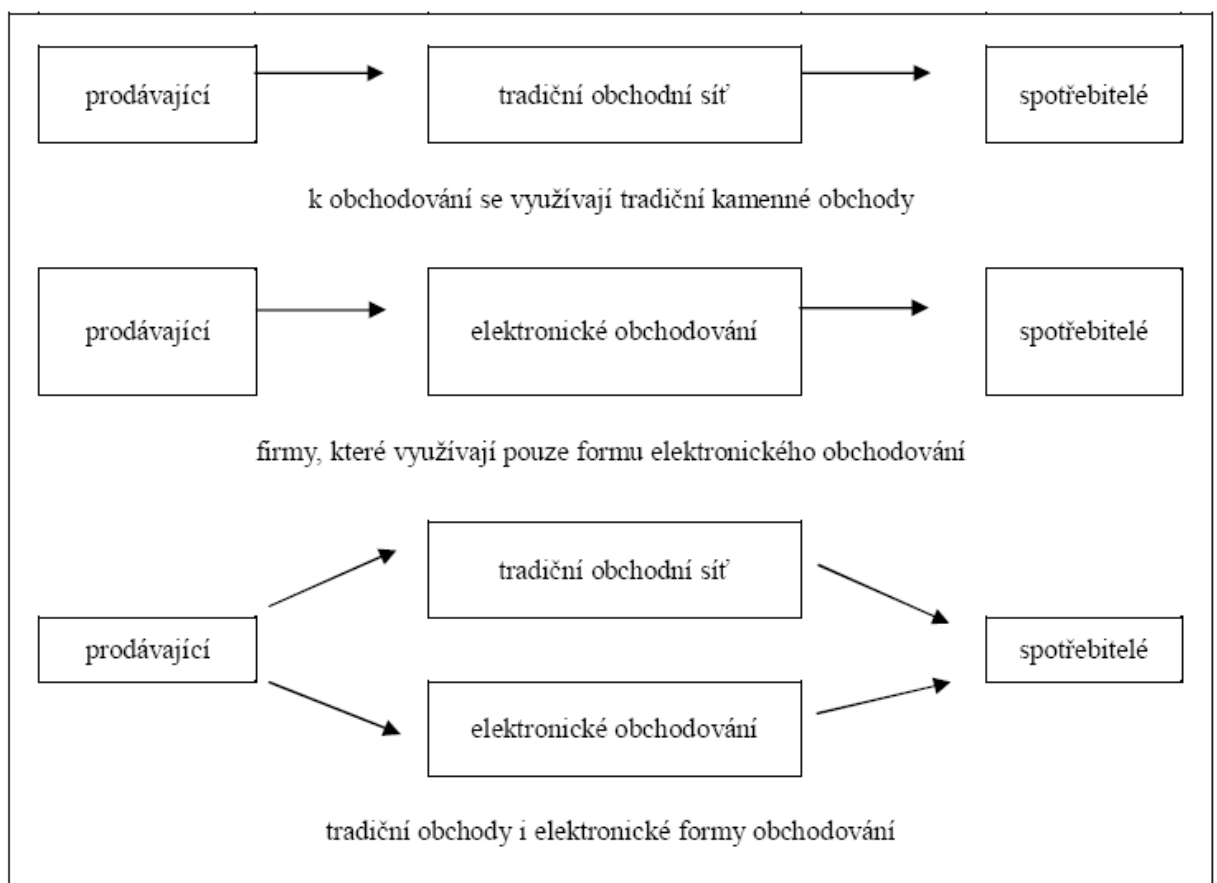 prodávající
tradiční obchodní síť
spotřebitelé
k obchodování se využívají tradiční kamenné obchody
prodávající
elektronické obchodování
spotřebitelé
firmy, které využívají pouze formu elektronického obchodování
tradiční obchodní síť
prodávající
spotřebitelé
elektronické obchodování
tradiční obchody i elektronické formy obchodování